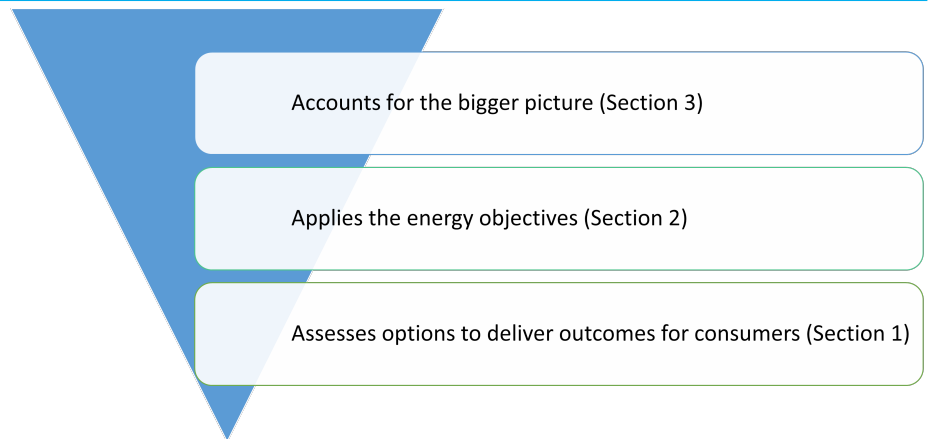 Accounts for the bigger picture (Section 3)
Applies the energy objectives (Section 2)
Assesses options to deliver outcomes for consumers (Section 1)